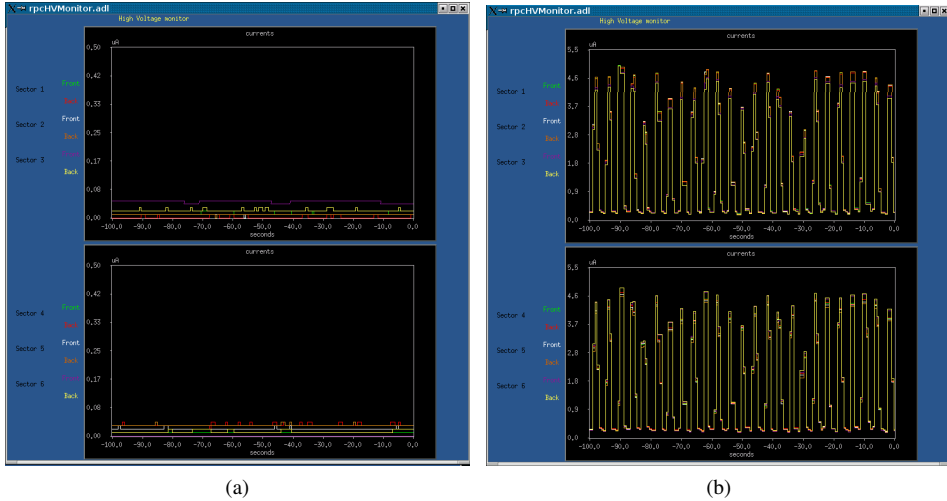 rpcHVMonitor.adl
High Voltage monitor
currents
uA
0,50
0,42
0,33
0,25
0,17
0,08
0,00
-100,0 -90,0 -80,0 -70,0 -60,0 -50,0 -40,0 -30,0 -20,0 -10,0 0,0
seconds
Front
Sector 1
Sector 2
Front
Back
Sector 3
Back
currents
uA
0,50
0,42
0,33
0,25
0,17
0,08
0,00
-100,0 -90,0 -80,0 -70,0 -60,0 -50,0 -40,0 -30,0 -20,0 -10,0 0,0
seconds
Front
Sector 4
Front
Sector 5
Back
Sector 6
Back
(a)
rpcHVMonitor.adl
High Voltage monitor
currents
uA
5,5
4,6
3,7
2,8
1,9
0,9
0,0
-100,0 -90,0 -80,0 -70,0 -60,0 -50,0 -40,0 -30,0 -20,0 -10,0 0,0
seconds
Front
Sector 1
Front
Sector 2
Back
Sector 3
Back
currents
uA
5,5
4,6
3,7
2,8
1,8
0,9
0,0
-100,0 -90,0 -80,0 -70,0 -60,0 -50,0 -40,0 -30,0 -20,0 -10,0 0,0
seconds
Front
Sector 4
Front
Sector 5
Back
Sector 6
Back
(b)